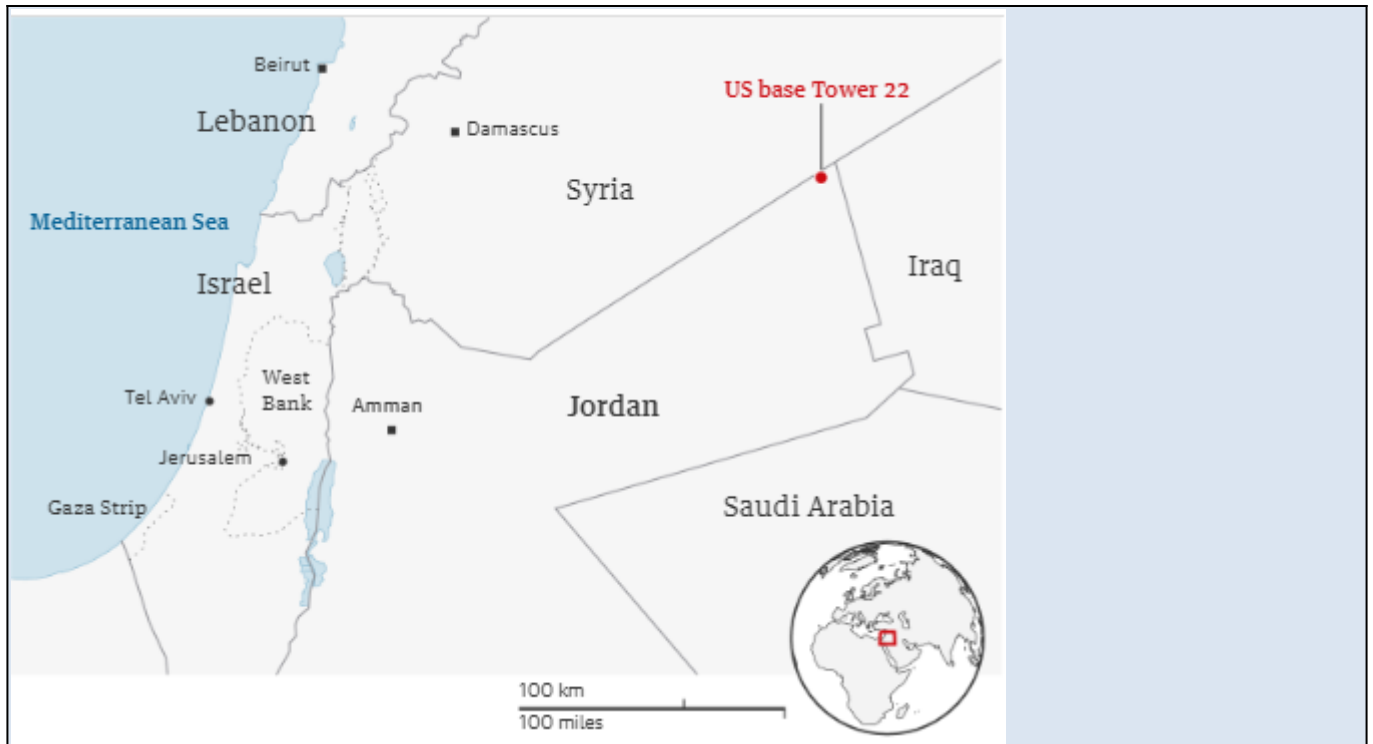 Beirut
US base Tower 22
Lebanon
Damascus
Syria
Mediterranean Sea
Iraq
Israel
West
Bank
Tel Aviv
Amman
Jordan
Jerusalem
Gaza Strip
Saudi Arabia
100 km
100 miles